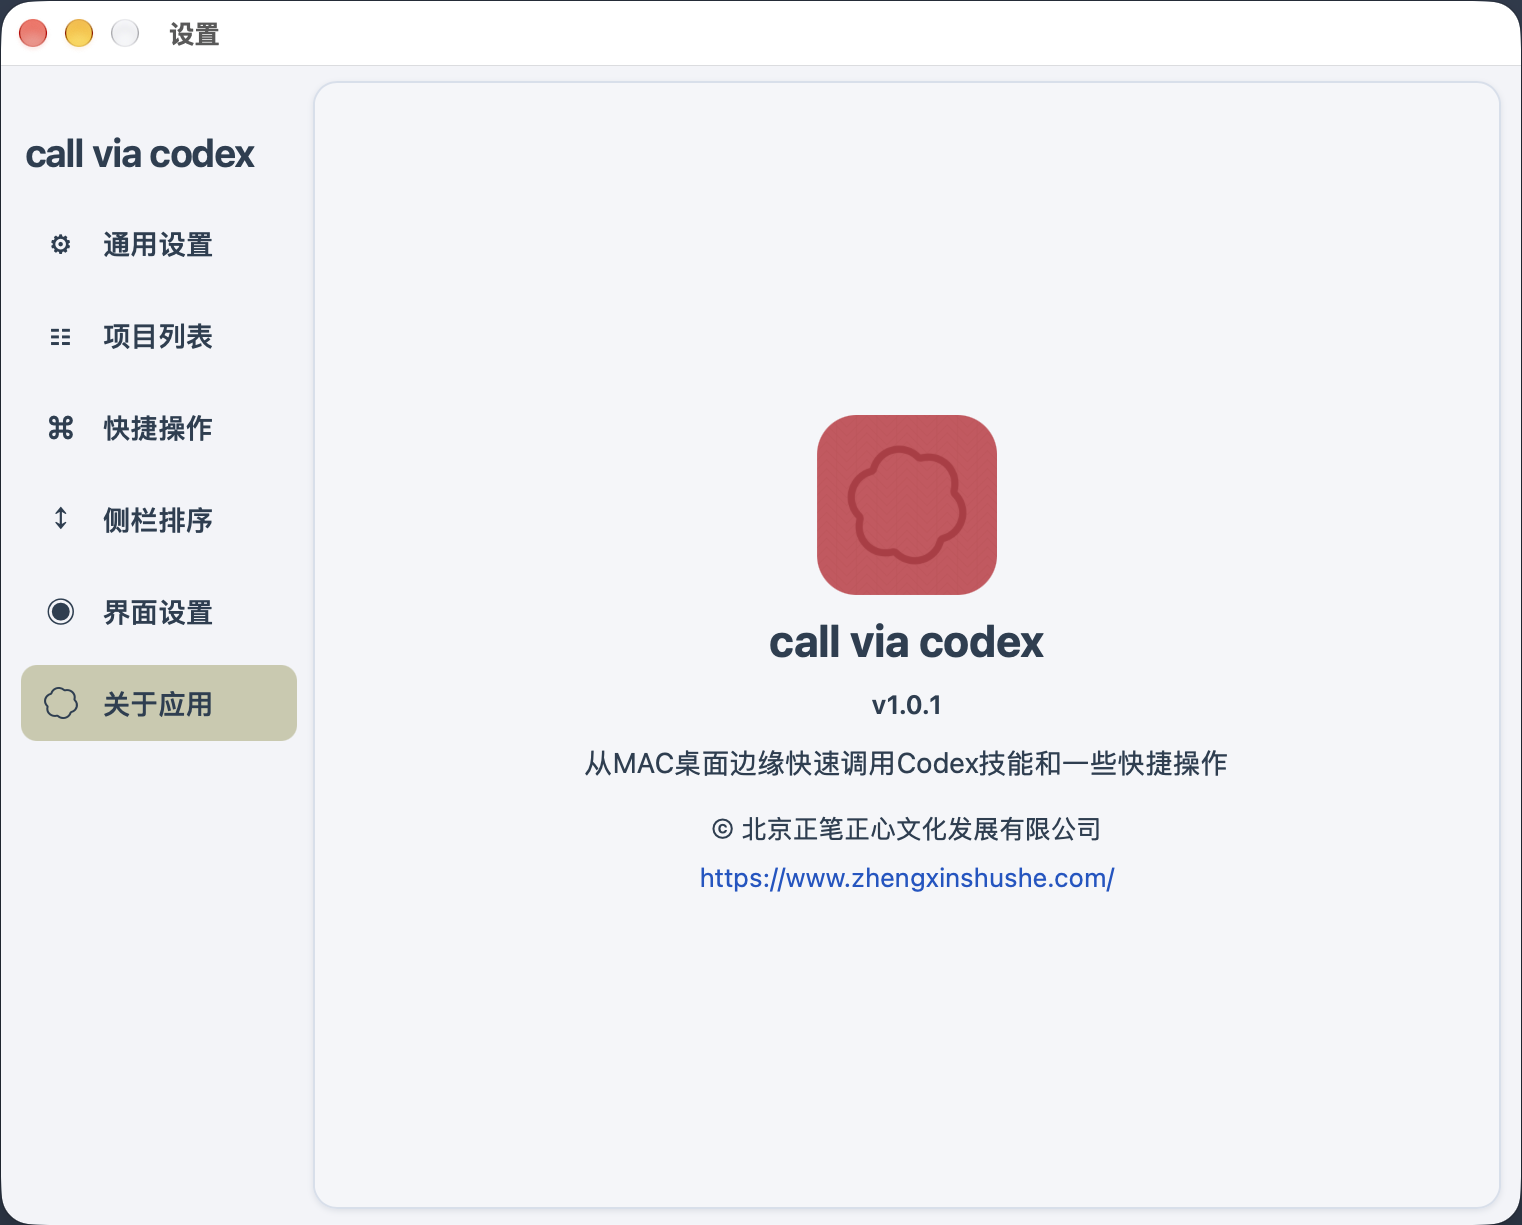 设置
call via codex
通用设置
项目列表
快捷操作
侧栏排序
界面设置
关于应用
call via codex
v1.0.1
从MAC桌面边缘快速调用Codex技能和一些快捷操作
© 北京正笔正心文化发展有限公司
https://www.zhengxinshushe.com/